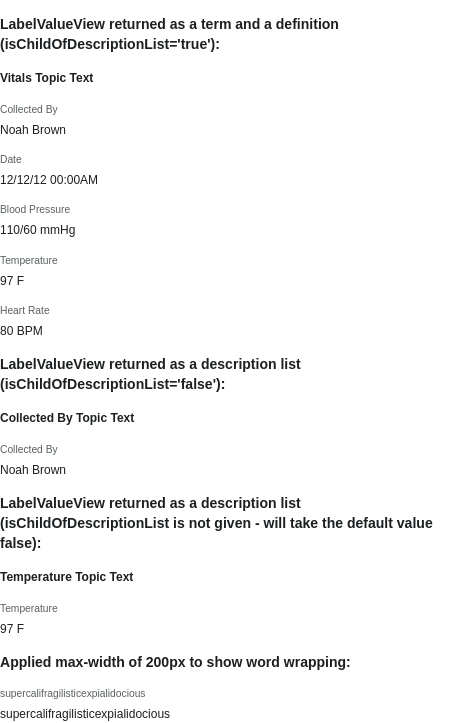 LabelValueView returned as a term and a definition
(isChildOfDescriptionList='true'):
Vitals Topic Text
Collected By
Noah Brown
Date
12/12/12 00:00AM
Blood Pressure
110/60 mmHg
Temperature
97 F
Heart Rate
80 BPM
LabelValueView returned as a description list
(isChildOfDescriptionList='false'):
Collected By Topic Text
Collected By
Noah Brown
LabelValueView returned as a description list
(isChildOfDescriptionList is not given - will take the default value
false):
Temperature Topic Text
Temperature
97 F
Applied max-width of 200px to show word wrapping:
supercalifragilisticexpialidocious
supercalifragilisticexpialidocious